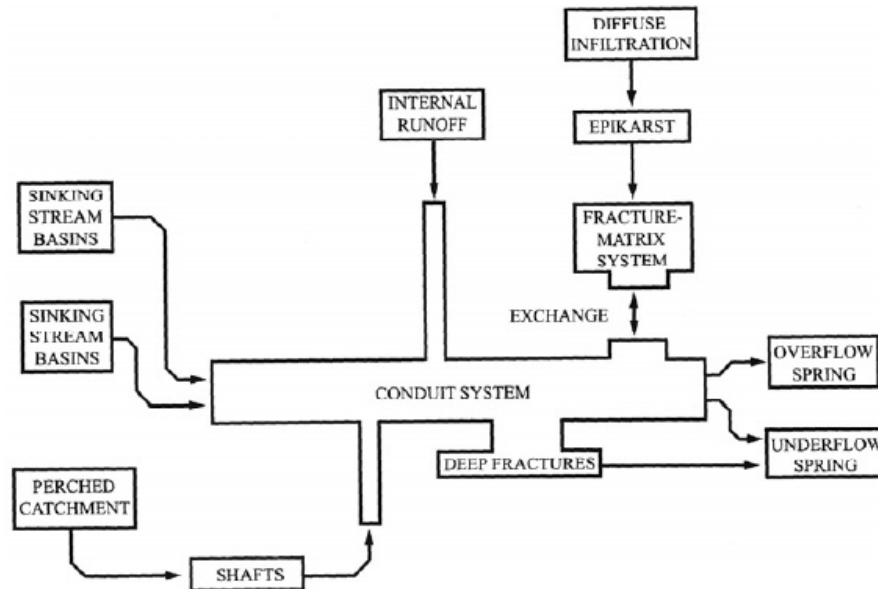 DIFFUSE
INFILTRATION
INTERNAL
RUNOFF
EPIKARST
SINKING
STREAM
BASINS
FRACTURE-
MATRIX
SYSTEM
SINKING
STREAM
BASINS
EXCHANGE
OVERFLOW
SPRING
CONDUIT SYSTEM
UNDERFLOW
SPRING
DEEP FRACTURES
PERCHED
CATCHMENT
SHAFTS